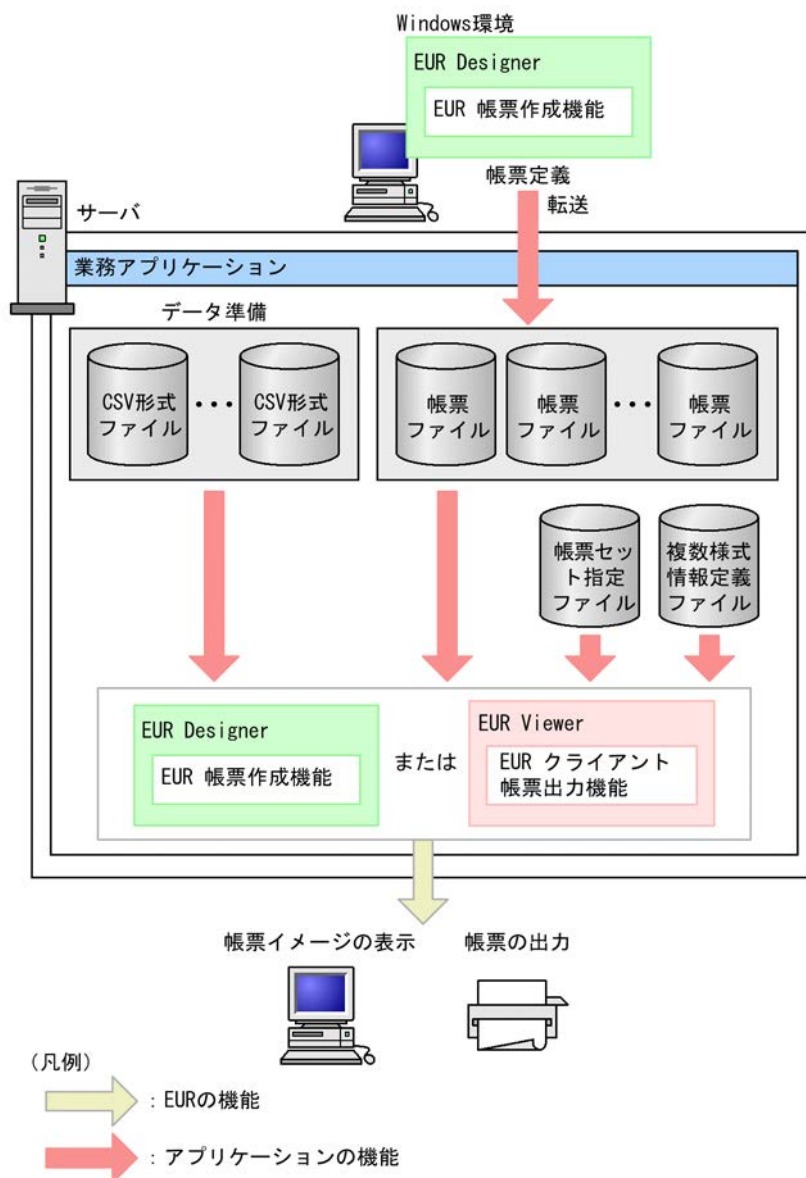 Windows環境
EUR Designer
EUR 帳票作成機能
帳票定義
転送
サーバ
業務アプリケーション
データ準備
CSV形式
ファイル
･･･
CSV形式
ファイル
帳票
ファイル
帳票
ファイル
･･･
帳票
ファイル
帳票セッ
ト指定
ファイル
複数様式
情報定義
ファイル
EUR Designer
EUR 帳票作成機能
または
EUR Viewer
EUR クライアント
帳票出力機能
帳票イメージの表示
帳票の出力
(凡例)
：EURの機能
：アプリケーションの機能